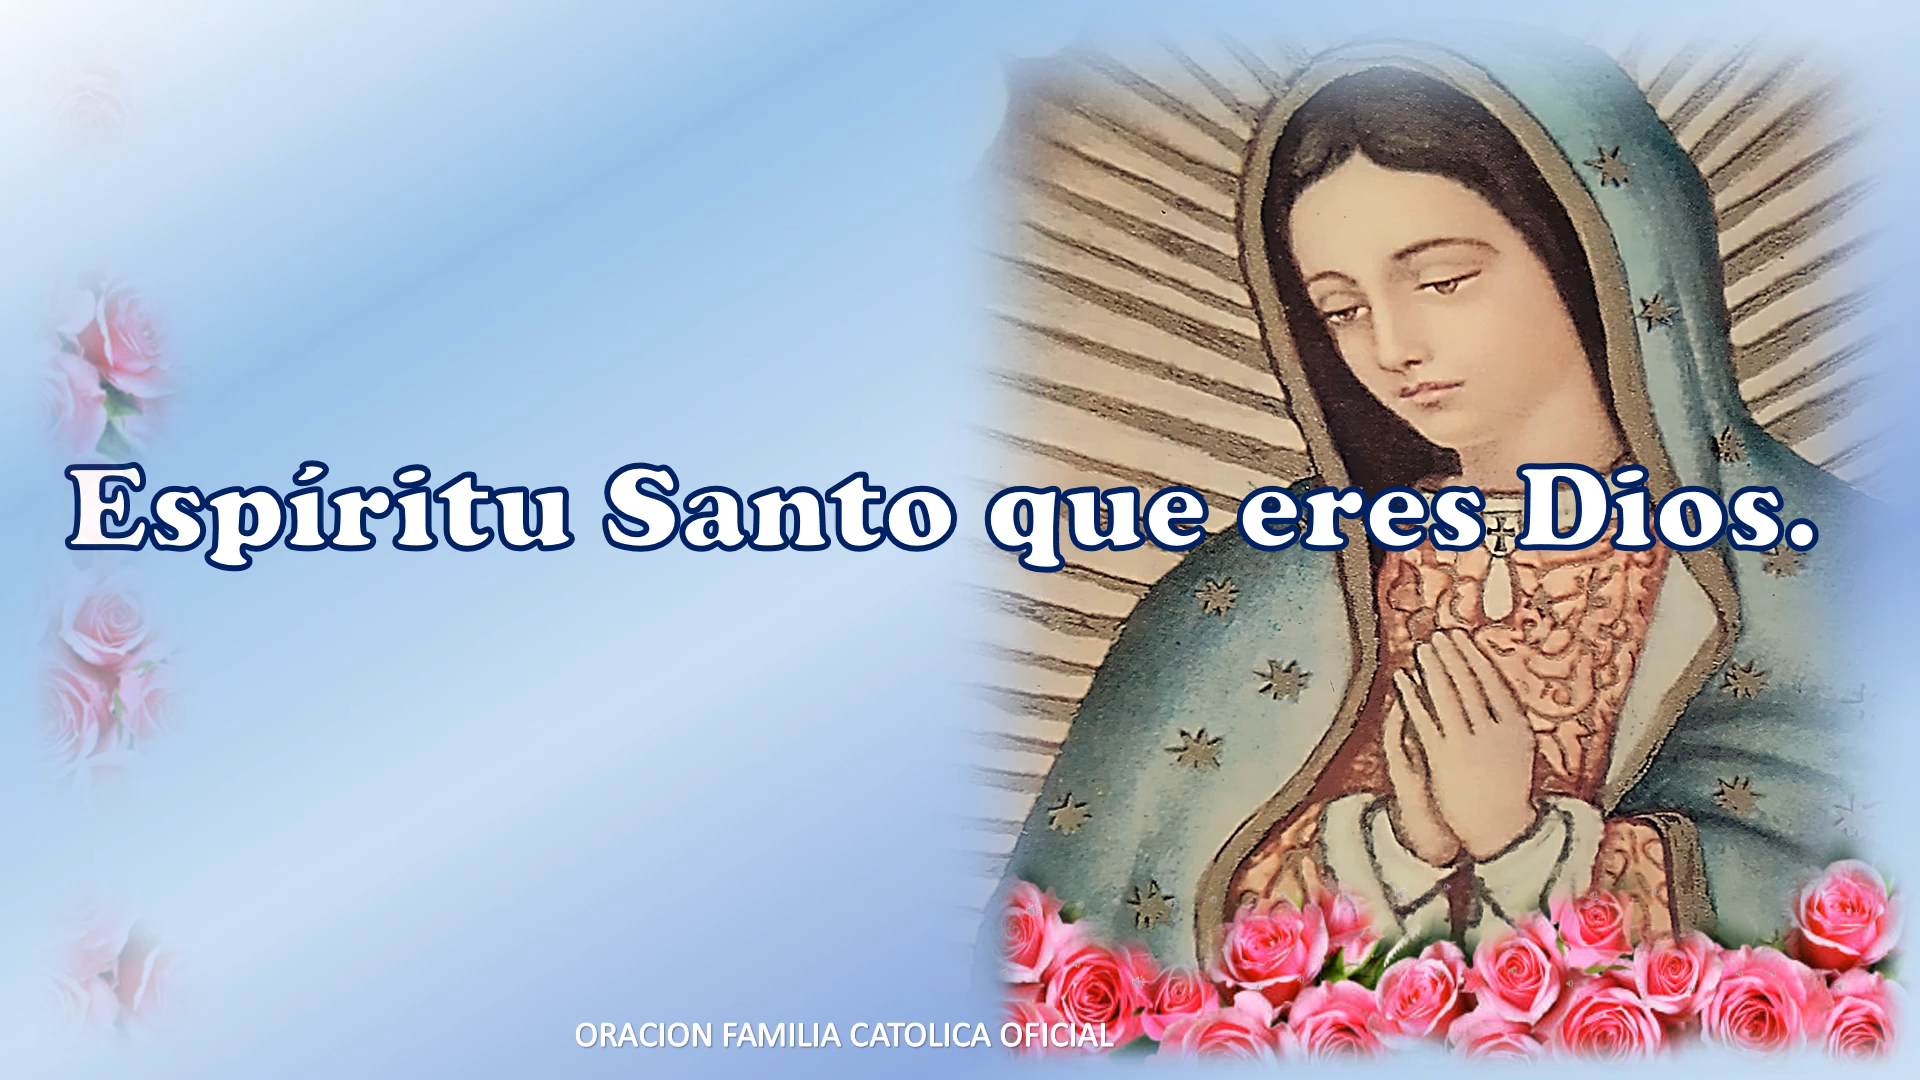 Espíritu Santo que eres Dios.
ORACION FAMILIA CATOLICA OFICIAL